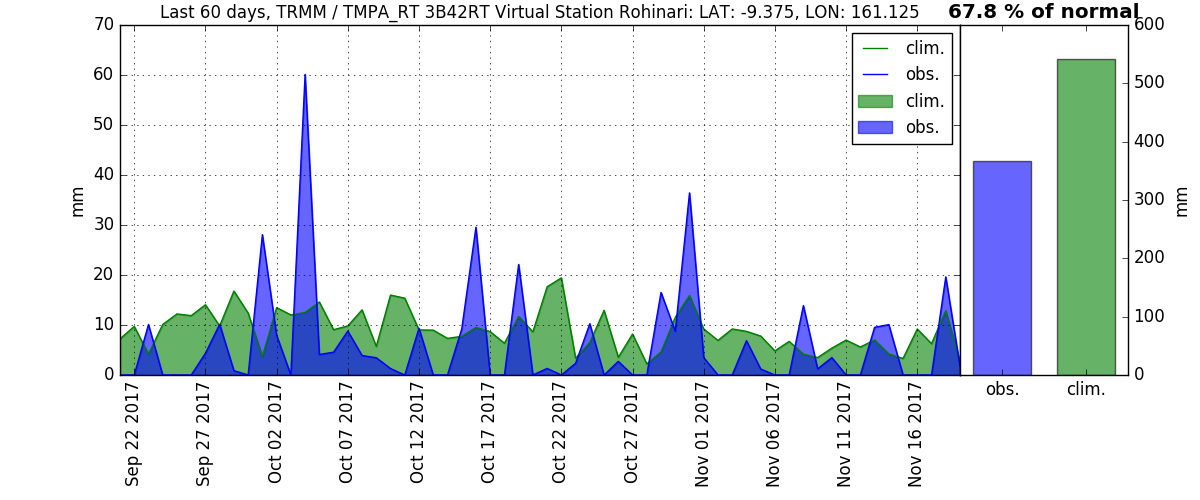 Last 60 days, TRMM / TMPA_RT 3B42RT Virtual Station Rohinari: LAT: -9.375, LON: 161.125
67.8 % of normal
70
60
50
40
30
20
10
0
mm
clim.
obs.
clim.
obs.
Sep 22 2017
Sep 27 2017
Oct 02 2017
Oct 07 2017
Oct 12 2017
Oct 17 2017
Oct 22 2017
Oct 27 2017
Nov 01 2017
Nov 06 2017
Nov 11 2017
Nov 16 2017
600
500
400
300
200
100
0
mm
obs.
clim.